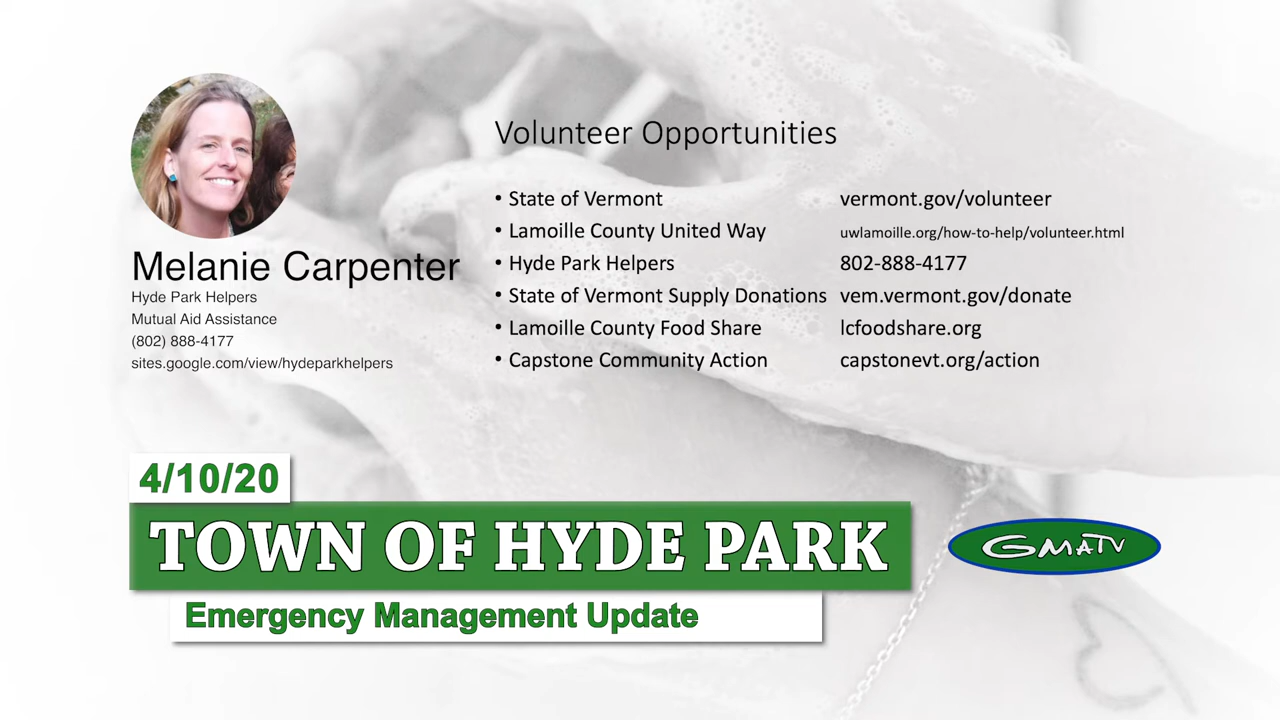 Melanie Carpenter
Hyde Park Helpers
Mutual Aid Assistance
(802) 888-4177
sites.google.com/view/hydeparkhelpers
Volunteer Opportunities
• State of Vermont vermont.gov/volunteer
• Lamoille County United Way uwlamoille.org/how-to-help/volunteer.html
• Hyde Park Helpers 802-888-4177
• State of Vermont Supply Donations vem.vermont.gov/donate
• Lamoille County Food Share lcfoodshare.org
• Capstone Community Action capstonevt.org/action
4/10/20
TOWN OF HYDE PARK
GMATV
Emergency Management Update